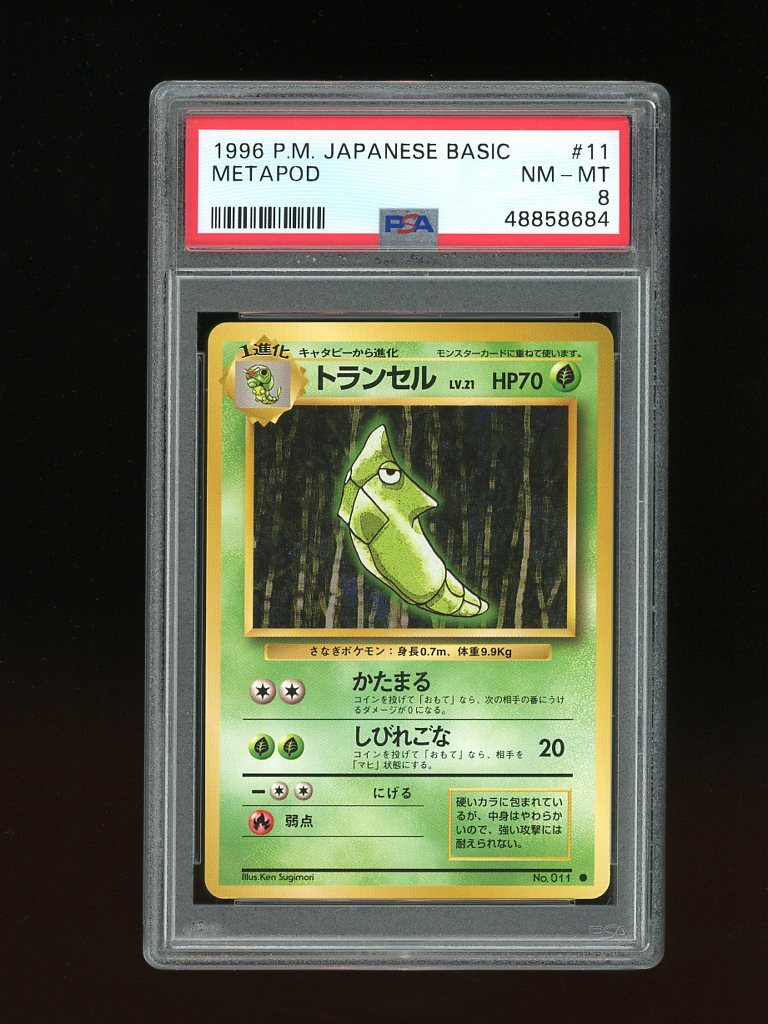 1996 P.M. JAPANESE BASIC #11
METAPOD NM - MT
8
PSA 48858684
1進化 キャタピーから進化 モンスターカードに重ねて使います。
トランセル LV.21 HP70
さなぎポケモン：身長0.7m、体重9.9Kg
かたまる
コインを投げて「おもて」なら、次の相手の番にうけ
るダメージが0になる。
しびれごな 20
コインを投げて「おもて」なら、相手を
「マヒ」状態にする。
にげる
弱点
硬いカラに包まれてい
るが、中身はやわらか
いので、強い攻撃には
耐えられない。
Illus.Ken Sugimori No. 011
PSA